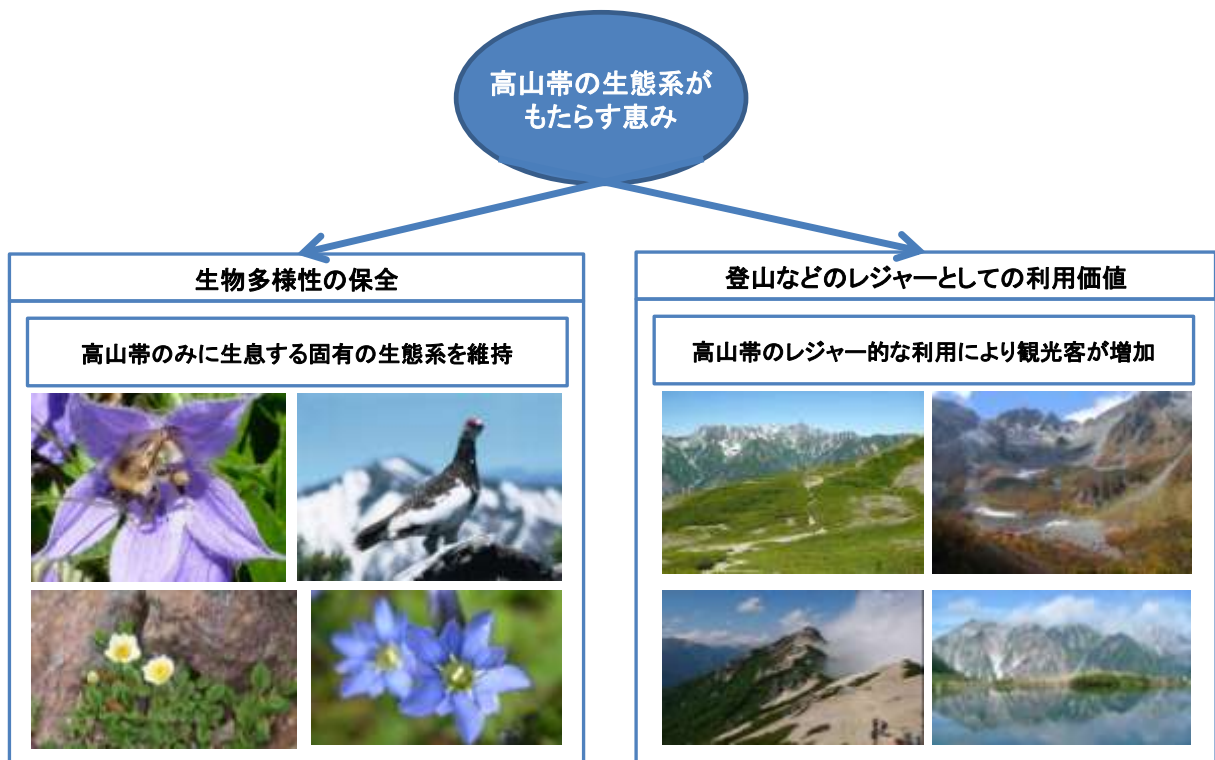 高山帯の生態系が
もたらす恵み
生物多様性の保全
高山帯のみに生息する固有の生態系を維持
登山などのレジャーとしての利用価値
高山帯のレジャー的な利用により観光客が増加